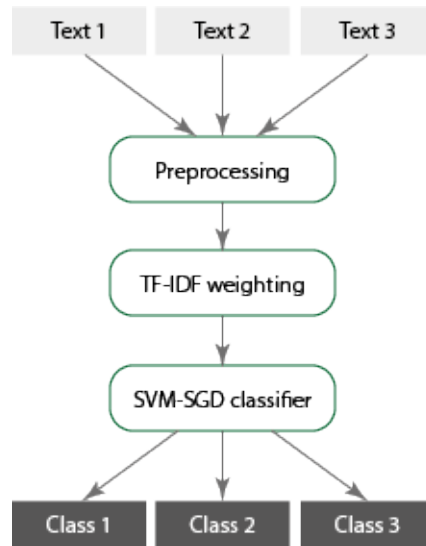 Text 1 Text 2 Text 3
Preprocessing
TF-IDF weighting
SVM-SGD classifier
Class 1 Class 2 Class 3